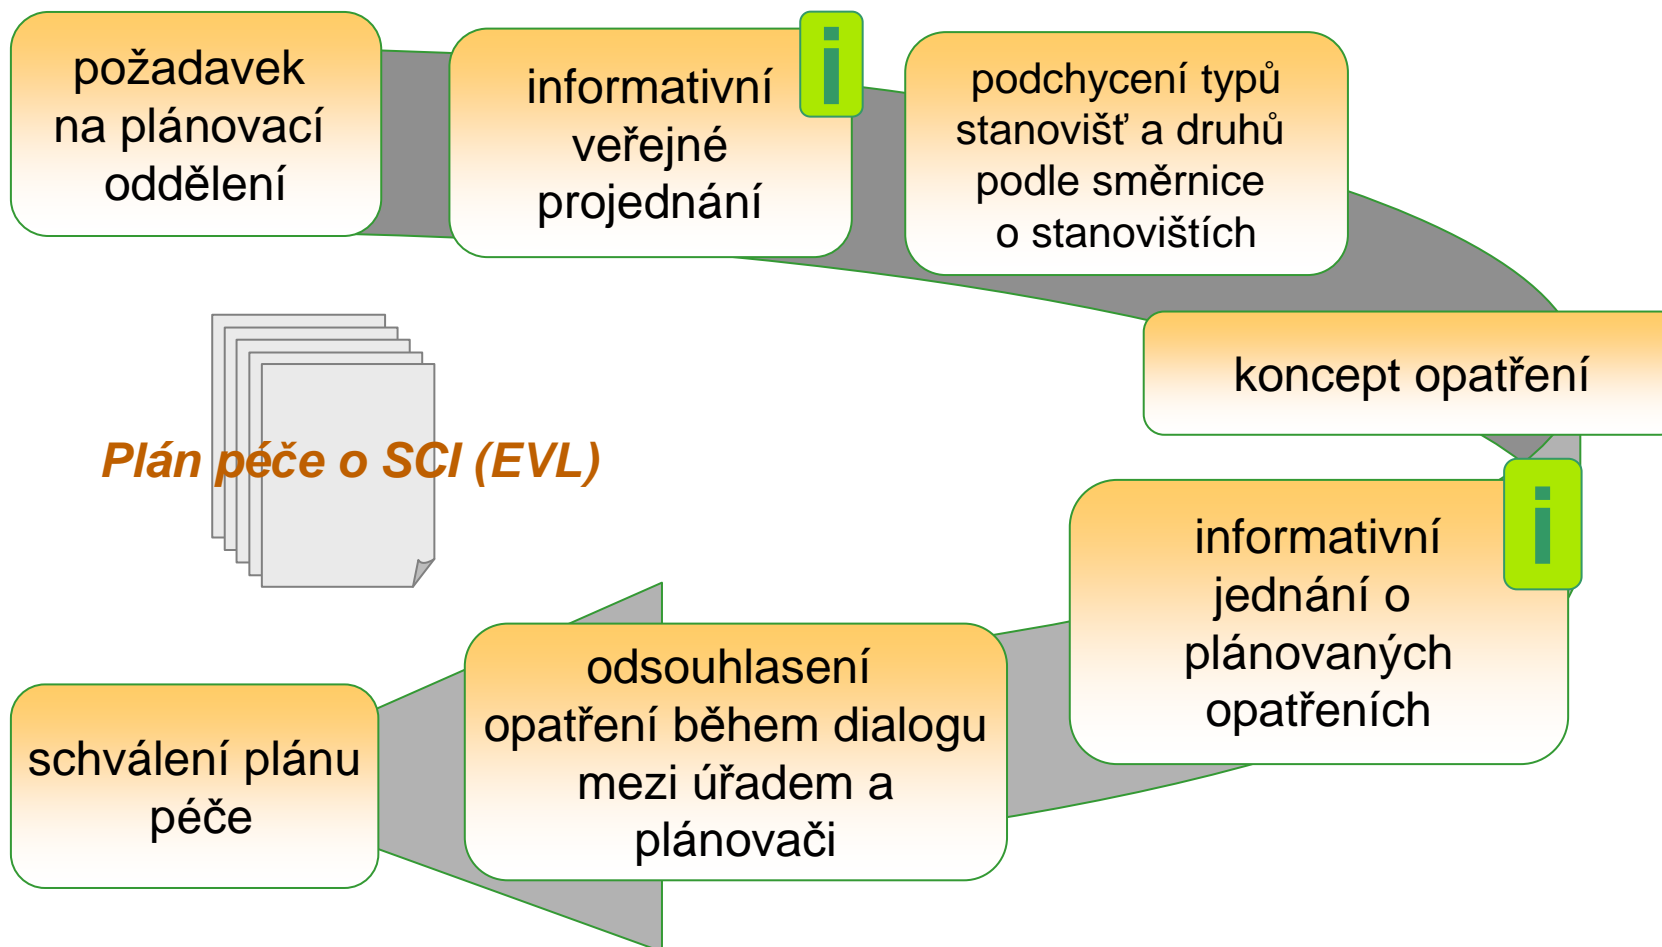 požadavek
na plánovací
oddělení
informativní
veřejné
projednání
i
podchycení typů
stanovišť a druhů
podle směrnice
o stanovištích
koncept opatření
Plán péče o SCI (EVL)
i
informativní
jednání o
plánovaných
opatřeních
odsouhlasení
opatření během dialogu
mezi úřadem a
plánovači
schválení plánu
péče